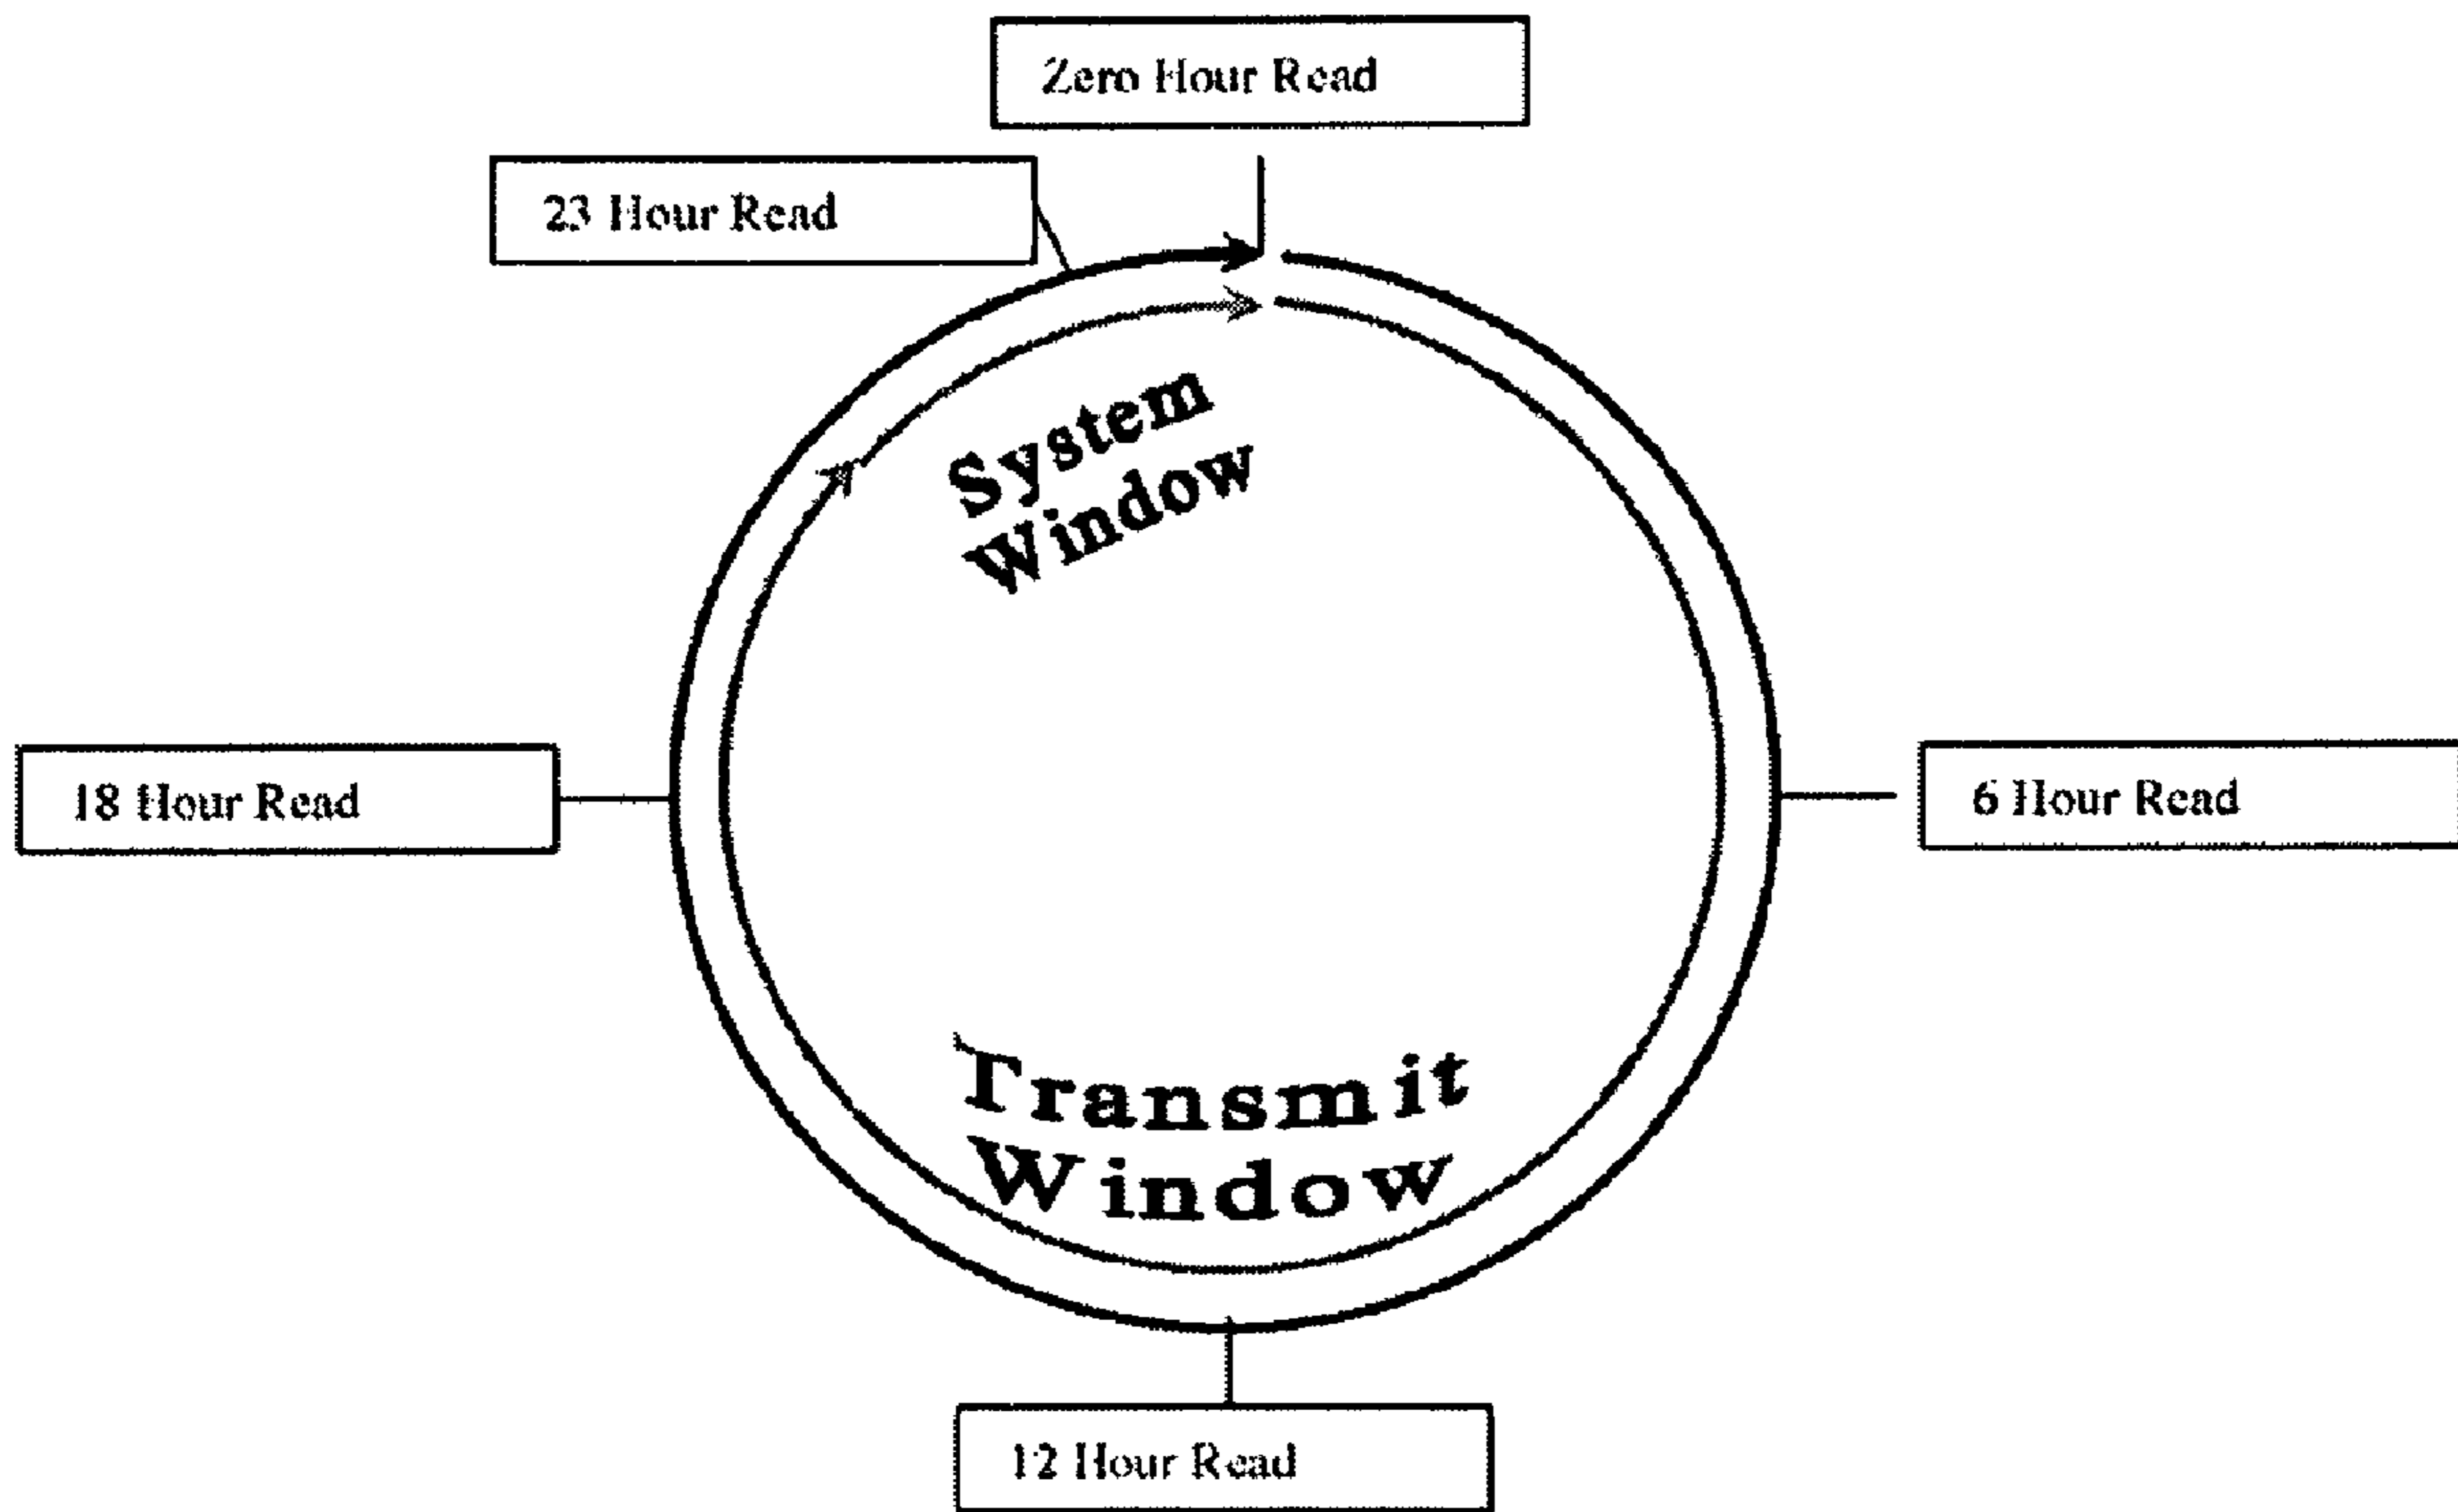 Zero Hour Read
23 Hour Read
System
Window
18 Hour Read
6 Hour Read
Transmit
Window
12 Hour Read